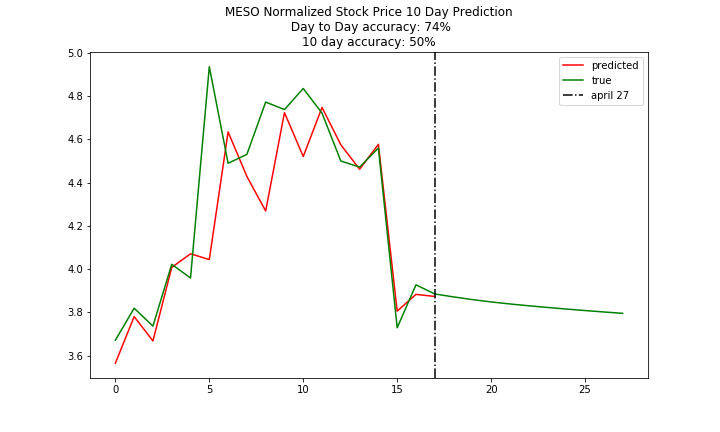 MESO Normalized Stock Price 10 Day Prediction
Day to Day accuracy: 74%
10 day accuracy: 50%
predicted
true
april 27
5.0
4.8
4.6
4.4
4.2
4.0
3.8
3.6
0 5 10 15 20 25